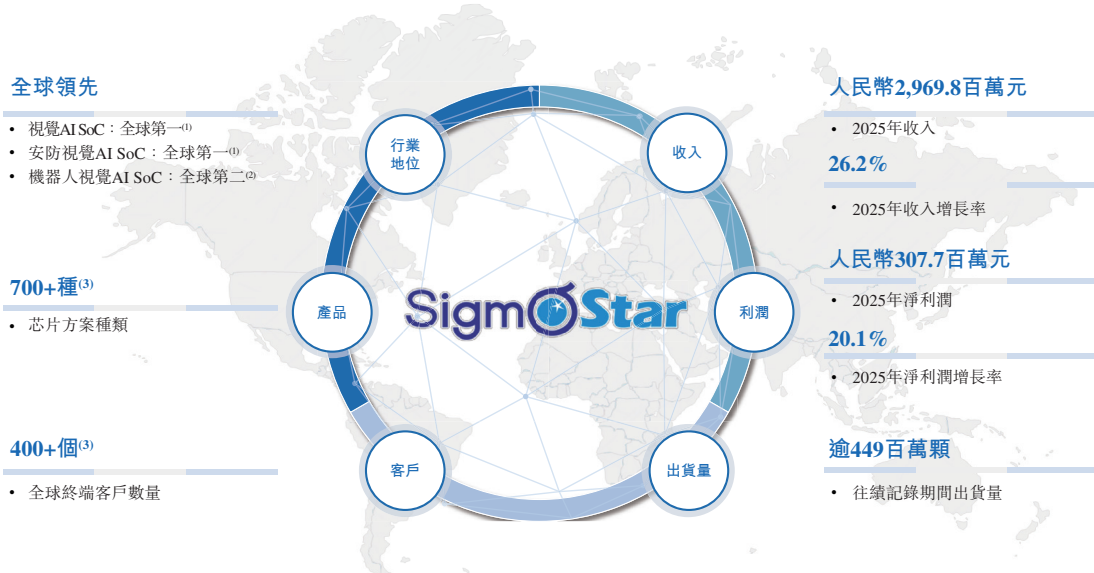 全球領先
• 視覺AI SoC：全球第一(1)
• 安防視覺AI SoC：全球第一(1)
• 機器人視覺AI SoC：全球第二(2)
700+種(3)
• 芯片方案種類
400+個(3)
• 全球終端客戶數量
行業
地位
收入
產品
SigmaStar
利潤
客戶
出貨量
人民幣2,969.8百萬元
• 2025年收入
26.2%
• 2025年收入增長率
人民幣307.7百萬元
• 2025年淨利潤
20.1%
• 2025年淨利潤增長率
逾449百萬顆
• 往績記錄期間出貨量